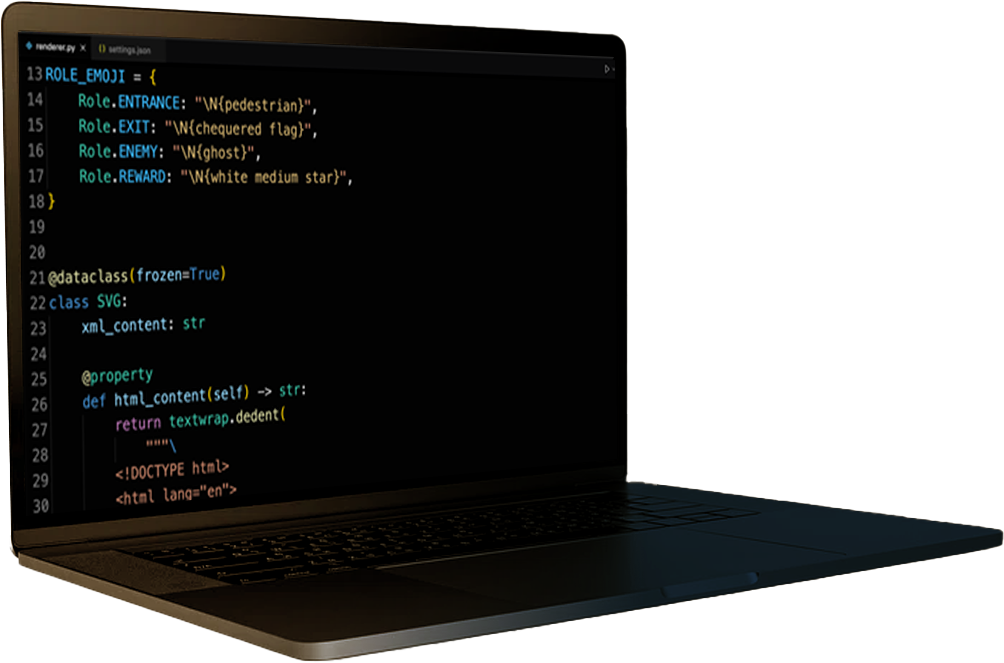 renderer.py × {} settings.json
13 ROLE_EMOJI = {
14 Role.ENTRANCE: "\N{pedestrian}",
15 Role.EXIT: "\N{chequered flag}",
16 Role.ENEMY: "\N{ghost}",
17 Role.REWARD: "\N{white medium star}",
18 }
19
20
21 @dataclass(frozen=True)
22 class SVG:
23 xml_content: str
24
25 @property
26 def html_content(self) -> str:
27 return textwrap.dedent(
28 """\
29 <!DOCTYPE html>
30 <html lang="en">